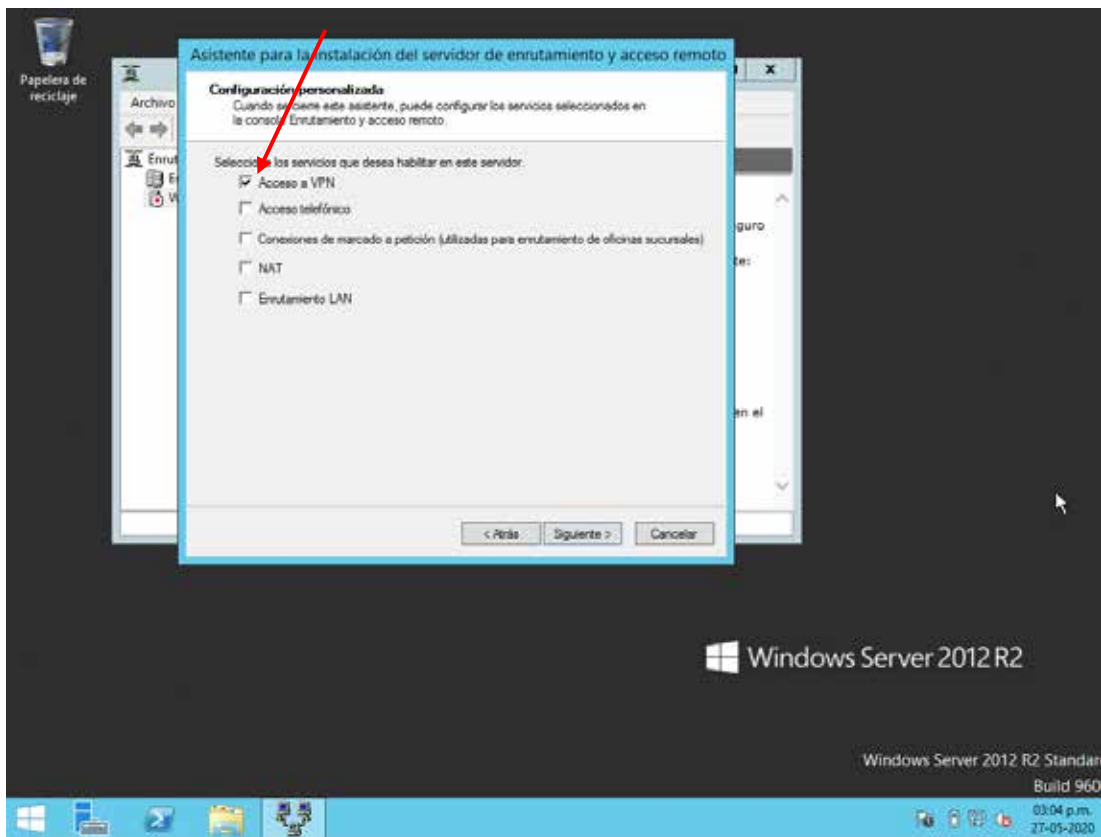 Papelera de
reciclaje
Asistente para la instalación del servidor de enrutamiento y acceso remoto
x
Archivo
Configuración personalizada
Cuando se cierre este asistente, puede configurar los servicios seleccionados en
la consola Enrutamiento y acceso remoto.
Enrut
E
W
Seleccione los servicios que desea habilitar en este servidor.
Acceso a VPN
Acceso telefónico
Conexiones de marcado a petición (utilizadas para enrutamiento de oficinas sucursales)
NAT
Enrutamiento LAN
guro
te:
en el
< Atrás
Siguiente >
Cancelar
Windows Server 2012 R2
Windows Server 2012 R2 Standar
Build 960
03:04 p.m.
27-05-2020